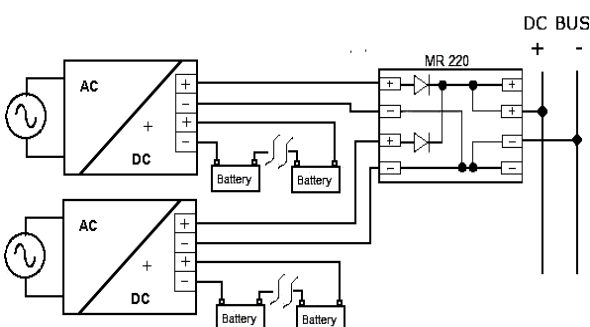 DC BUS
+ -
MR 220
AC
+
DC
+
-
+
-
Battery
Battery
+
-
+
-
+
+
-
-
AC
+
DC
+
-
+
-
Battery
Battery